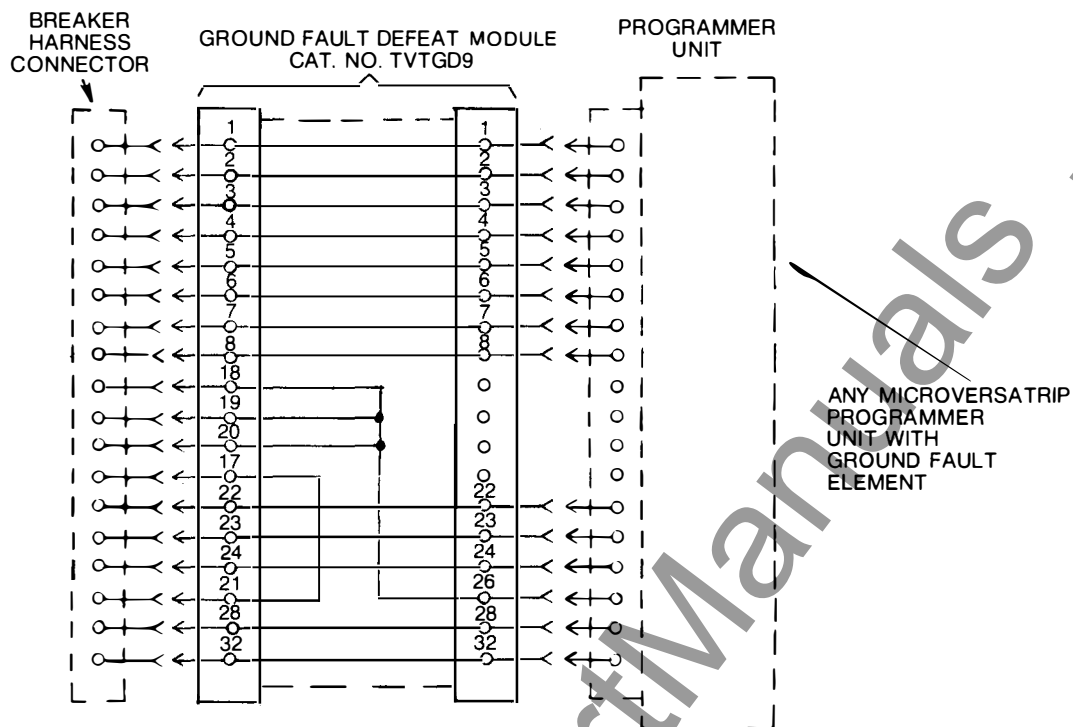 BREAKER
HARNESS
CONNECTOR
GROUND FAULT DEFEAT MODULE
CAT. NO. TVTGD9
PROGRAMMER
UNIT
1
2
3
4
5
6
7
8
18
19
20
17
22
23
24
21
28
32
1
2
3
4
5
6
7
8
22
23
24
26
28
32
ANY MICROVERSATRIP
PROGRAMMER
UNIT WITH
GROUND FAULT
ELEMENT
rtManuals